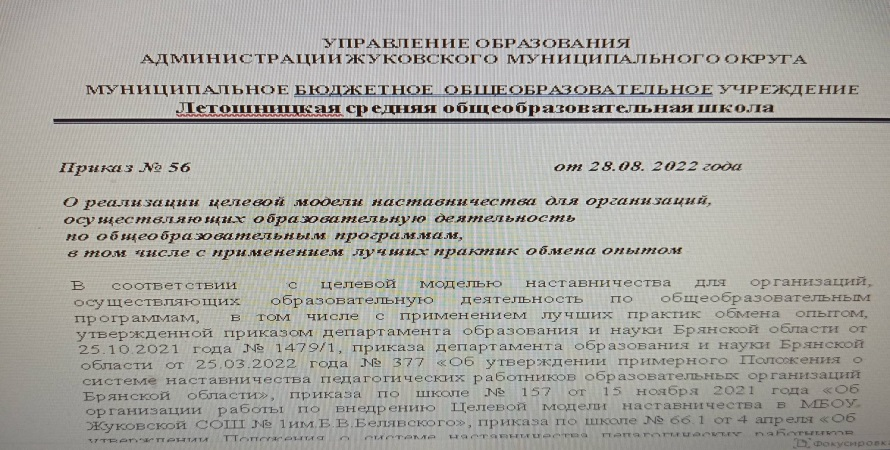 УПРАВЛЕНИЕ ОБРАЗОВАНИЯ
АДМИНИСТРАЦИИ ЖУКОВСКОГО МУНИЦИПАЛЬНОГО ОКРУГА
МУНИЦИПАЛЬНОЕ БЮДЖЕТНОЕ ОБЩЕОБРАЗОВАТЕЛЬНОЕ УЧРЕЖДЕНИЕ
Летошницкая средняя общеобразовательная школа
Приказ № 56 от 28.08. 2022 года
О реализации целевой модели наставничества для организаций,
осуществляющих образовательную деятельность
по общеобразовательным программам,
в том числе с применением лучших практик обмена опытом
В соответствии с целевой моделью наставничества для организаций,
осуществляющих образовательную деятельность по общеобразовательным
программам, в том числе с применением лучших практик обмена опытом,
утвержденной приказом департамента образования и науки Брянской области от
25.10.2021 года № 1479/1, приказа департамента образования и науки Брянской
области от 25.03.2022 года № 377 «Об утверждении примерного Положения о
системе наставничества педагогических работников образовательных организаций
Брянской области», приказа по школе № 157 от 15 ноября 2021 года «Об
организации работы по внедрению Целевой модели наставничества в МБОУ
Жуковской СОШ № 1им.Б.В.Белявского», приказа по школе № 66.1 от 4 апреля «Об
утверждении Положения о системе наставничества педагогических работников
Фокусировка